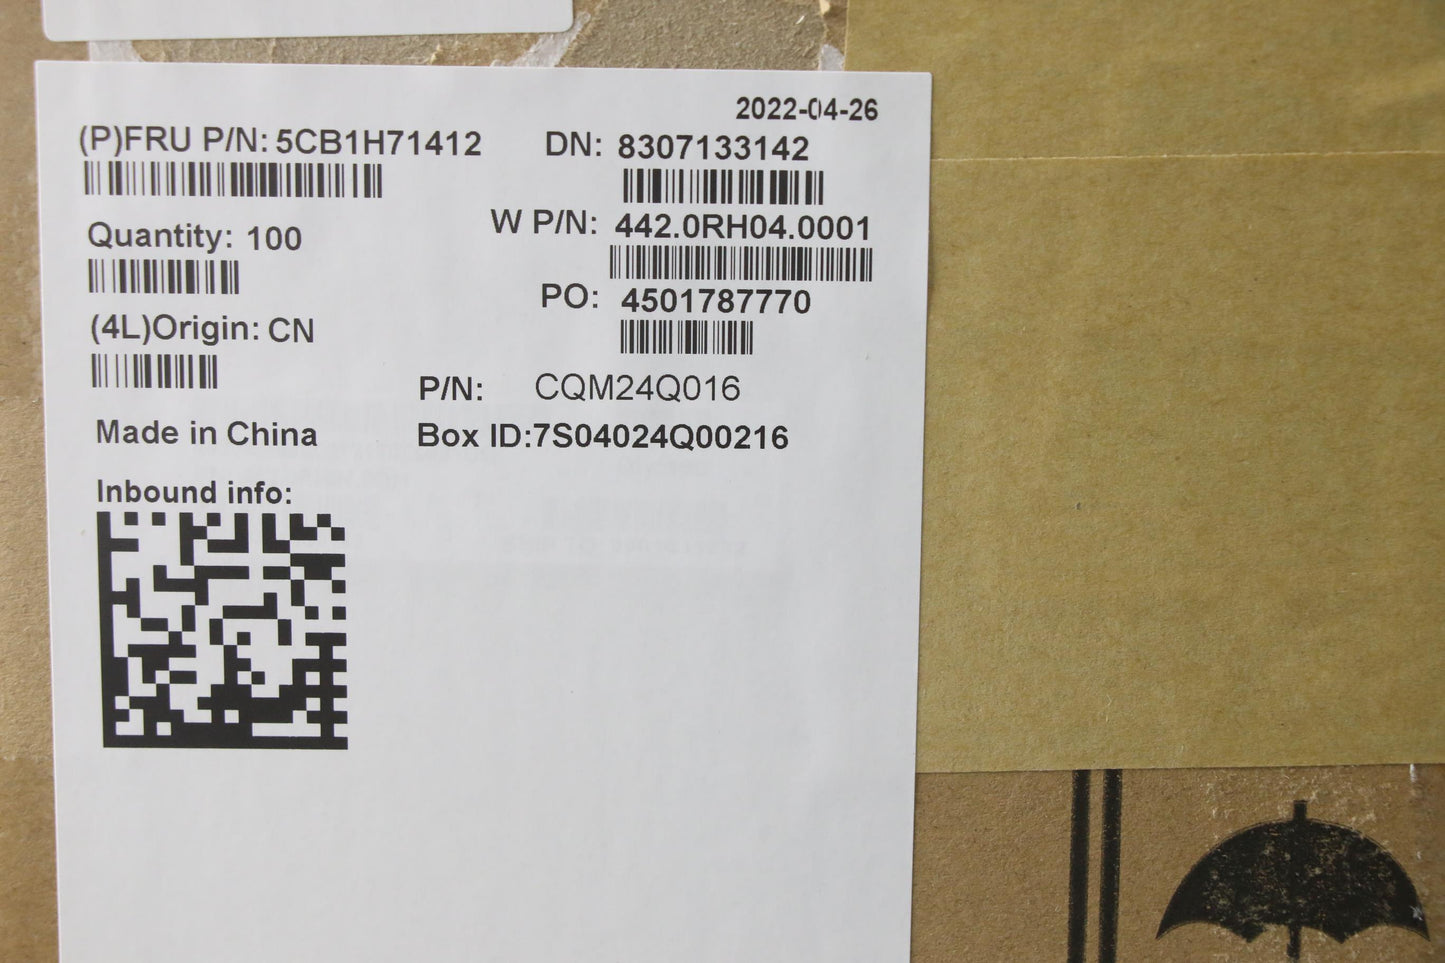 2022-04-26
(P)FRU P/N: 5CB1H71412
DN: 8307133142
Quantity: 100
W P/N: 442.0RH04.0001
(4L)Origin: CN
PO: 4501787770
P/N: CQM24Q016
Made in China
Box ID:7S04024Q00216
Inbound info: